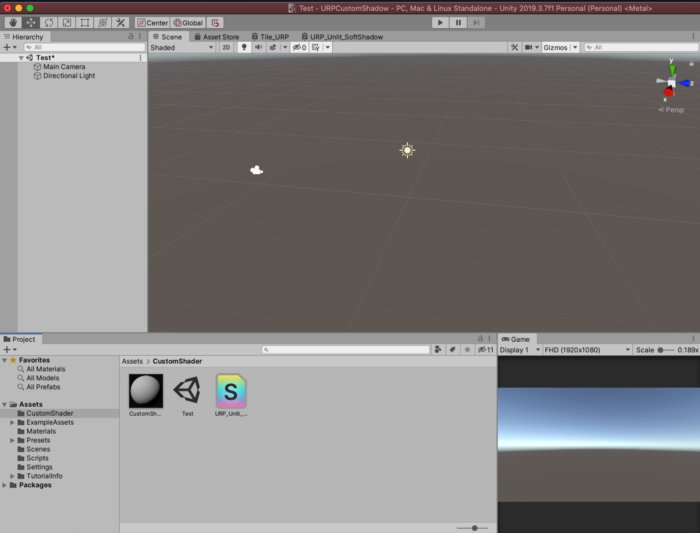 Test - URPCustomShadow - PC, Mac & Linux Standalone - Unity 2019.3.7f1 Personal (Personal) <Metal>
Center Global
Hierarchy Scene Asset Store Tile_URP URP_Unlit_SoftShadow
+ All Shaded 2D 0 Gizmos All
Test*
Main Camera
Directional Light
y
z
x
< Persp
Project Game
+ 11 Display 1 FHD (1920x1080) Scale 0.189x
Favorites Assets > CustomShader
All Materials
All Models
All Prefabs
S
Assets
CustomShader CustomSh... Test URP_Unlit_...
ExampleAssets
Materials
Presets
Scenes
Scripts
Settings
TutorialInfo
Packages